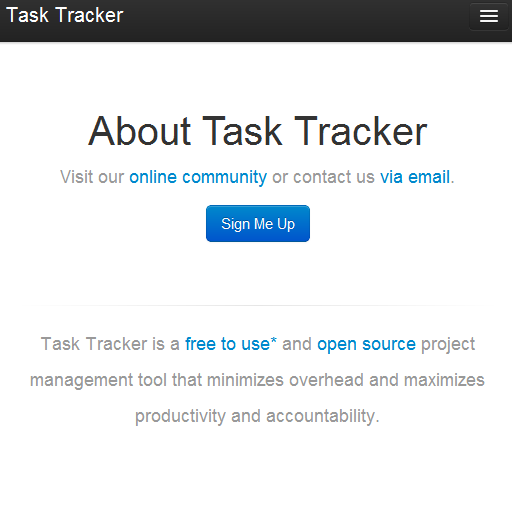 Task Tracker
About Task Tracker
Visit our online community or contact us via email.
Sign Me Up
Task Tracker is a free to use* and open source project
management tool that minimizes overhead and maximizes
productivity and accountability.